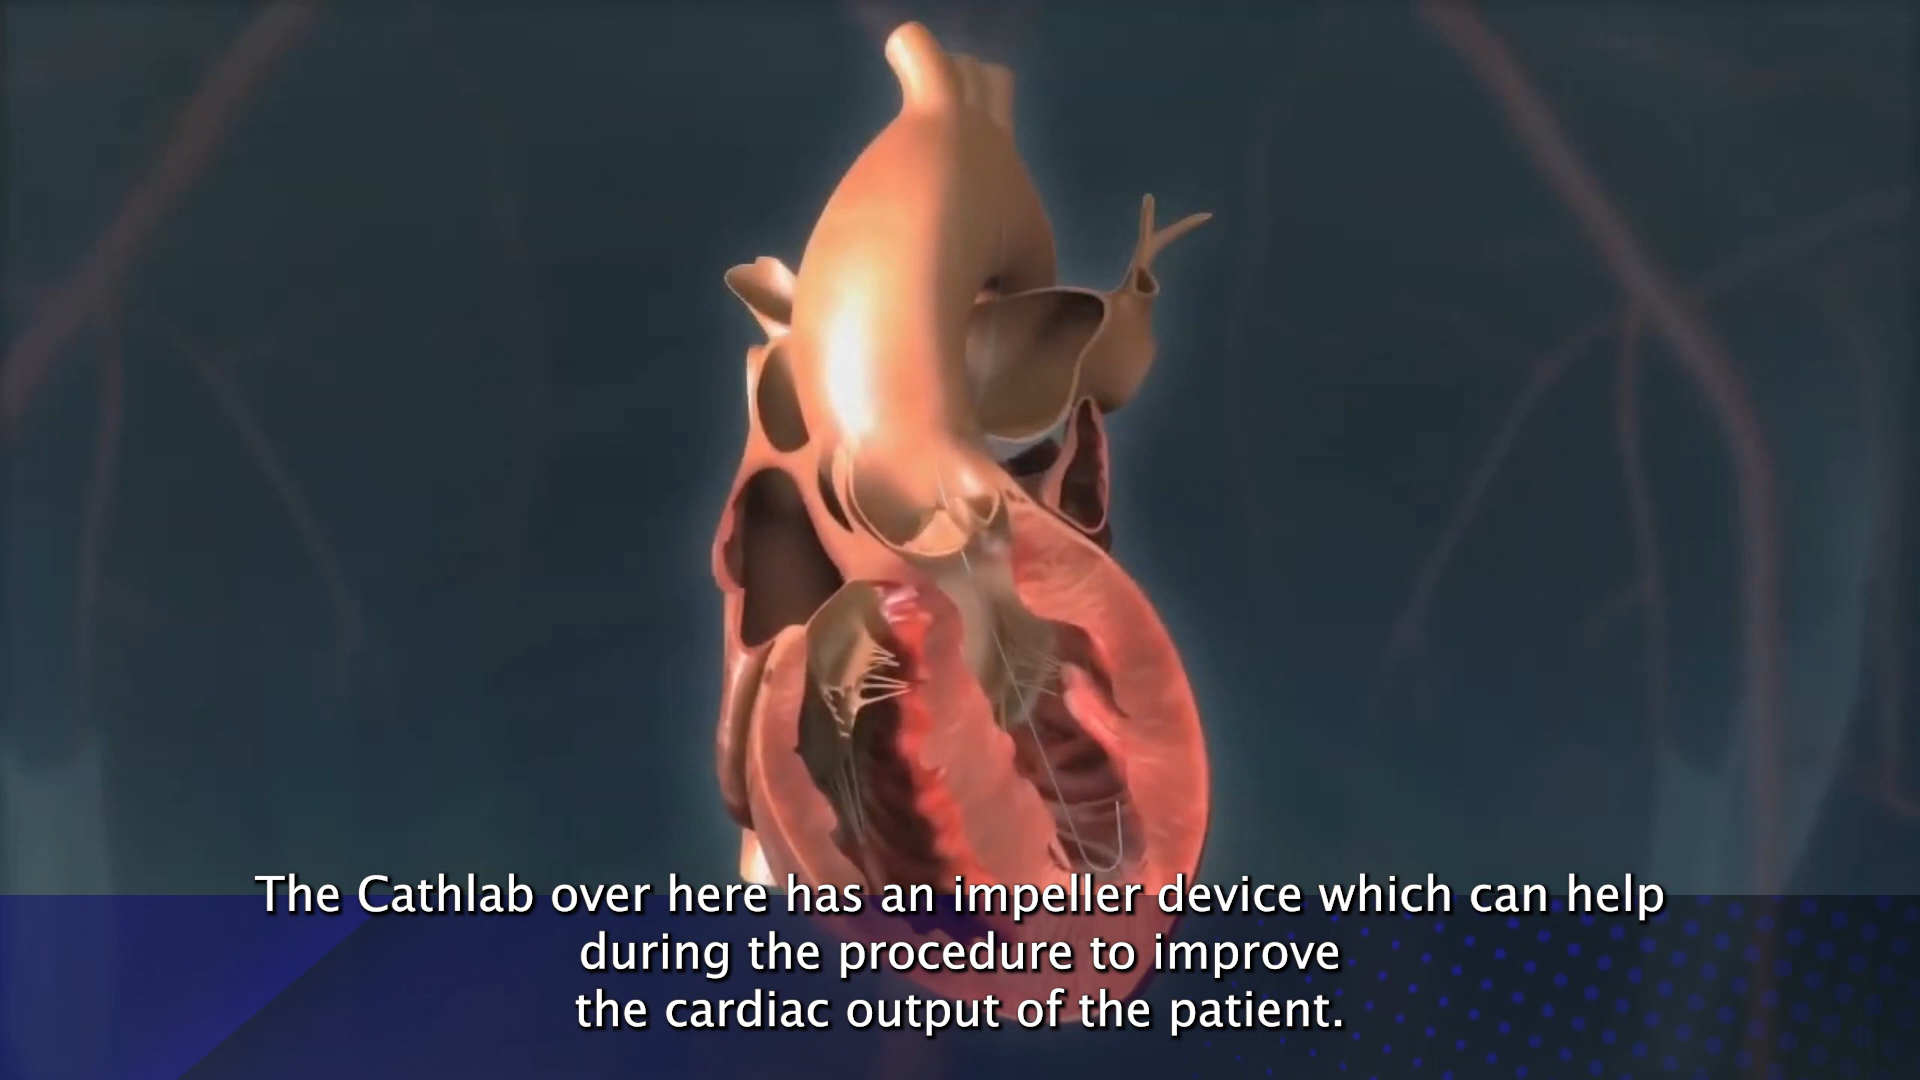 The Cathlab over here has an impeller device which can help
during the procedure to improve
the cardiac output of the patient.